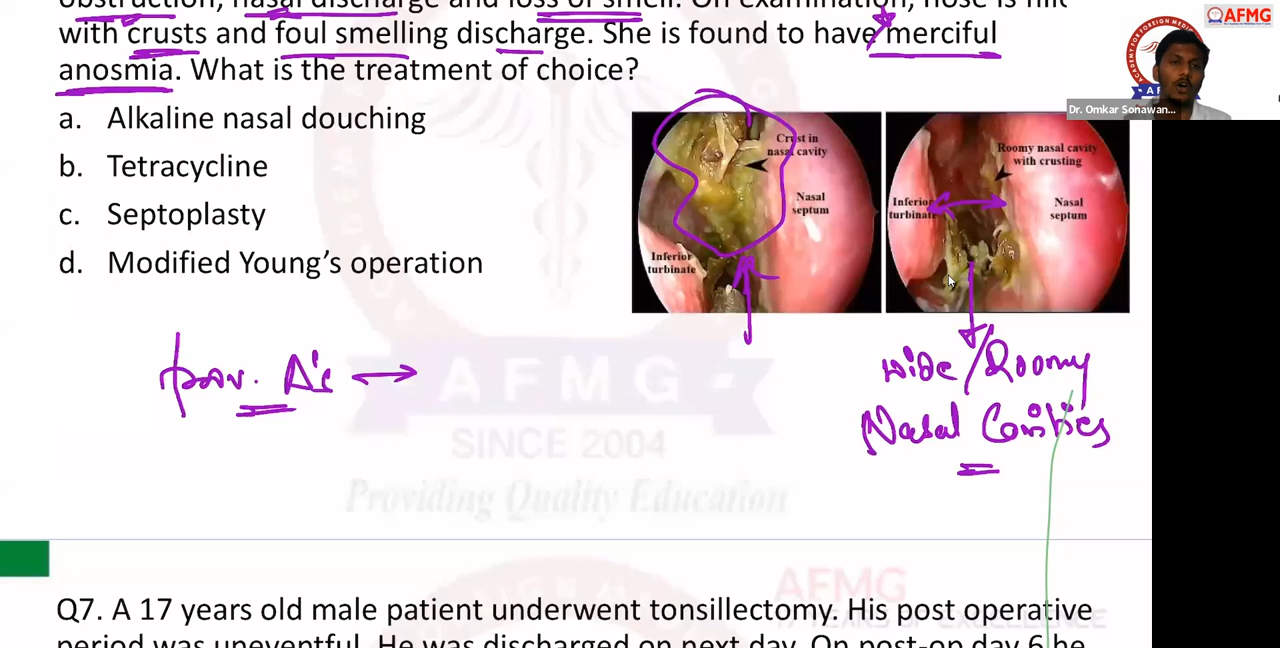 obstruction, nasal discharge and loss of smell. On examination, nose is fill
with crusts and foul smelling discharge. She is found to have merciful
anosmia. What is the treatment of choice?
a. Alkaline nasal douching
b. Tetracycline
c. Septoplasty
d. Modified Young's operation
Crust in
nasal cavity
Nasal
septum
Inferior
turbinate
Roomy nasal cavity
with crusting
Inferior
turbinate
Nasal
septum
AFMG
Dr. Omkar Sonawan...
prov. Δis
wide/Roomy
Nasal Cavities
AFMG
SINCE 2004
Providing Quality Education
AFMG
Q7. A 17 years old male patient underwent tonsillectomy. His post operative
period was uneventful. He was discharged on next day. On post-op day 6 he